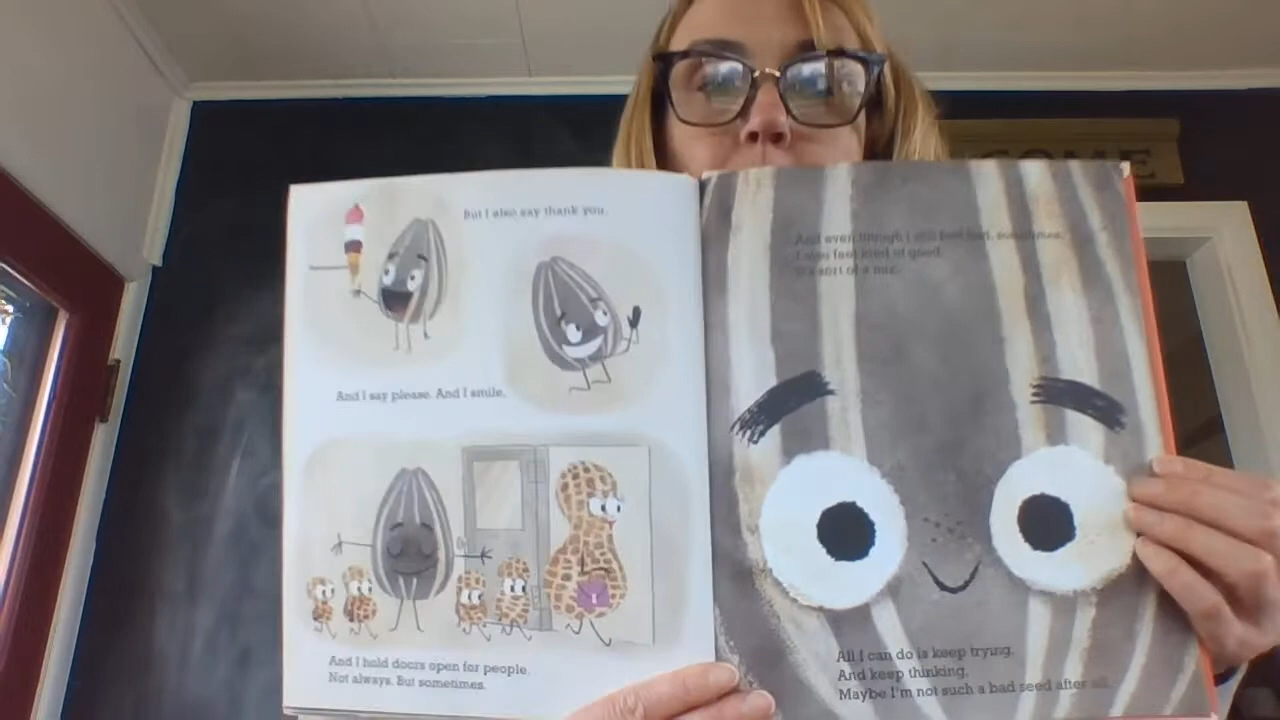 COME
But I also say thank you.
And I say please. And I smile.
And I hold doors open for people.
Not always. But sometimes.
And even though I still feel bad, sometimes,
I also feel kind of good.
It's sort of a mix.
All I can do is keep trying.
And keep thinking,
Maybe I'm not such a bad seed after all.